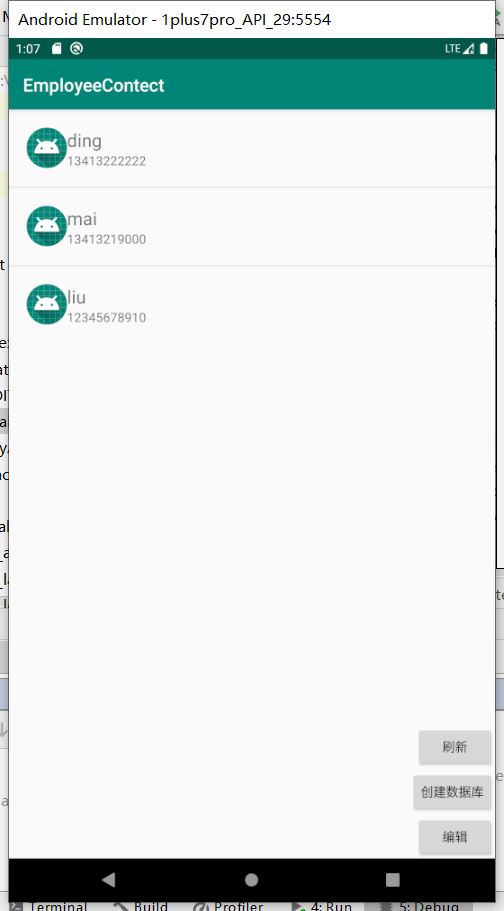 Android Emulator - 1plus7pro_API_29:5554
1:07
LTE
EmployeeContect
ding
13413222222
mai
13413219000
liu
12345678910
刷新
创建数据库
编辑
Terminal Build Profiler 4: Run 5: Debug